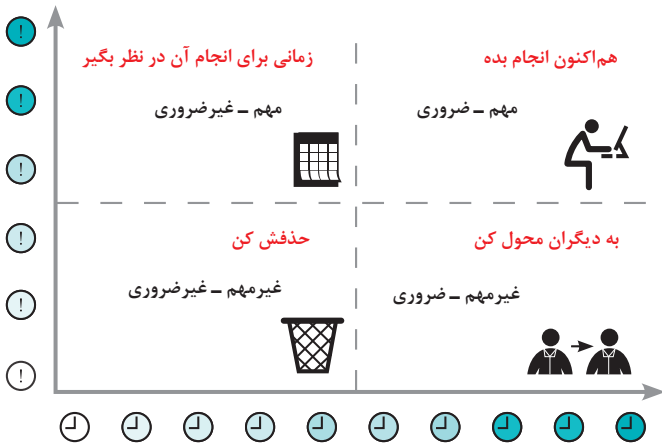 هم‌اکنون انجام بده
مهم ـ ضروری
زمانی برای انجام آن در نظر بگیر
مهم ـ غیرضروری
به دیگران محول کن
غیرمهم ـ ضروری
حذفش کن
غیرمهم ـ غیرضروری